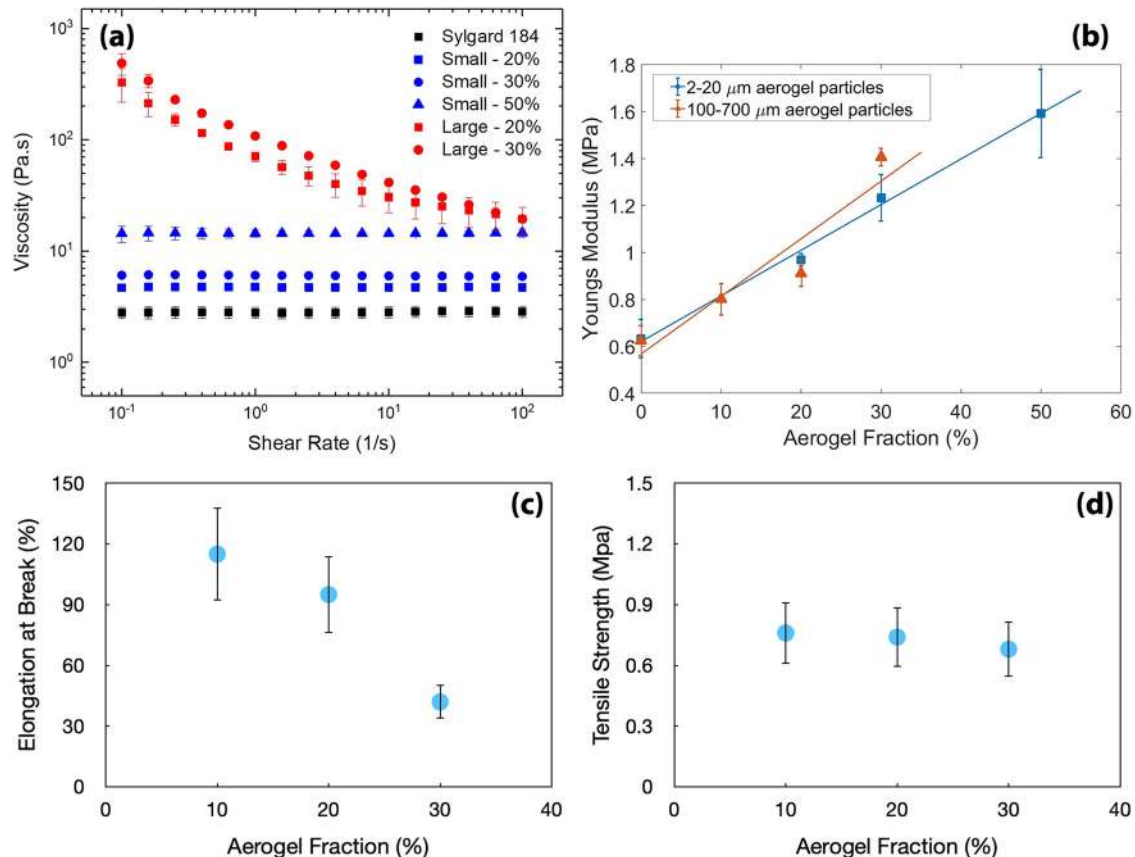 (a)
10³
10²
10¹
10⁰
Viscosity (Pa.s)
Sylgard 184
Small - 20%
Small - 30%
Small - 50%
Large - 20%
Large - 30%
10⁻¹
10⁰
10¹
10²
Shear Rate (1/s)
(b)
1.8
1.6
1.4
1.2
1
0.8
0.6
0.4
Youngs Modulus (MPa)
2-20 μm aerogel particles
100-700 μm aerogel particles
0
10
20
30
40
50
60
Aerogel Fraction (%)
(c)
150
120
90
60
30
0
Elongation at Break (%)
0
10
20
30
40
Aerogel Fraction (%)
(d)
1.5
1.2
0.9
0.6
0.3
0
Tensile Strength (Mpa)
0
10
20
30
40
Aerogel Fraction (%)